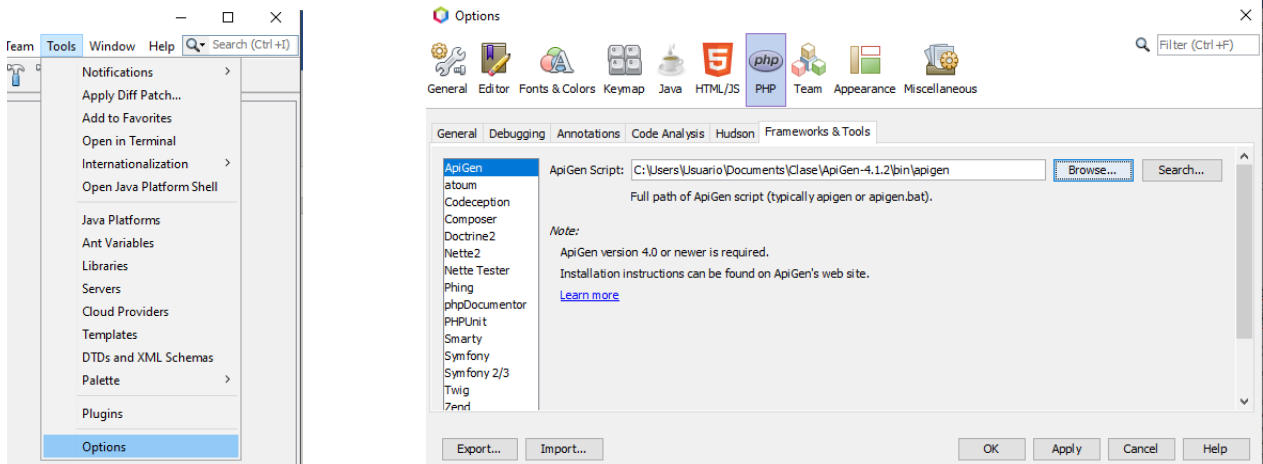 Team Tools Window Help Search (Ctrl+I)
Notifications
Apply Diff Patch...
Add to Favorites
Open in Terminal
Internationalization
Open Java Platform Shell
Java Platforms
Ant Variables
Libraries
Servers
Cloud Providers
Templates
DTDs and XML Schemas
Palette
Plugins
Options
Options
Filter (Ctrl+F)
General Editor Fonts & Colors Keymap Java HTML/JS PHP Team Appearance Miscellaneous
General Debugging Annotations Code Analysis Hudson Frameworks & Tools
ApiGen
atoum
Codeception
Composer
Doctrine2
Nette2
Nette Tester
Phing
phpDocumentor
PHPUnit
Smarty
Symfony
Symfony 2/3
Twig
Zend
ApiGen Script: C:\Users\Usuario\Documents\Clase\ApiGen-4.1.2\bin\apigen Browse... Search...
Full path of ApiGen script (typically apigen or apigen.bat).
Note:
ApiGen version 4.0 or newer is required.
Installation instructions can be found on ApiGen's web site.
Learn more
Export... Import... OK Apply Cancel Help